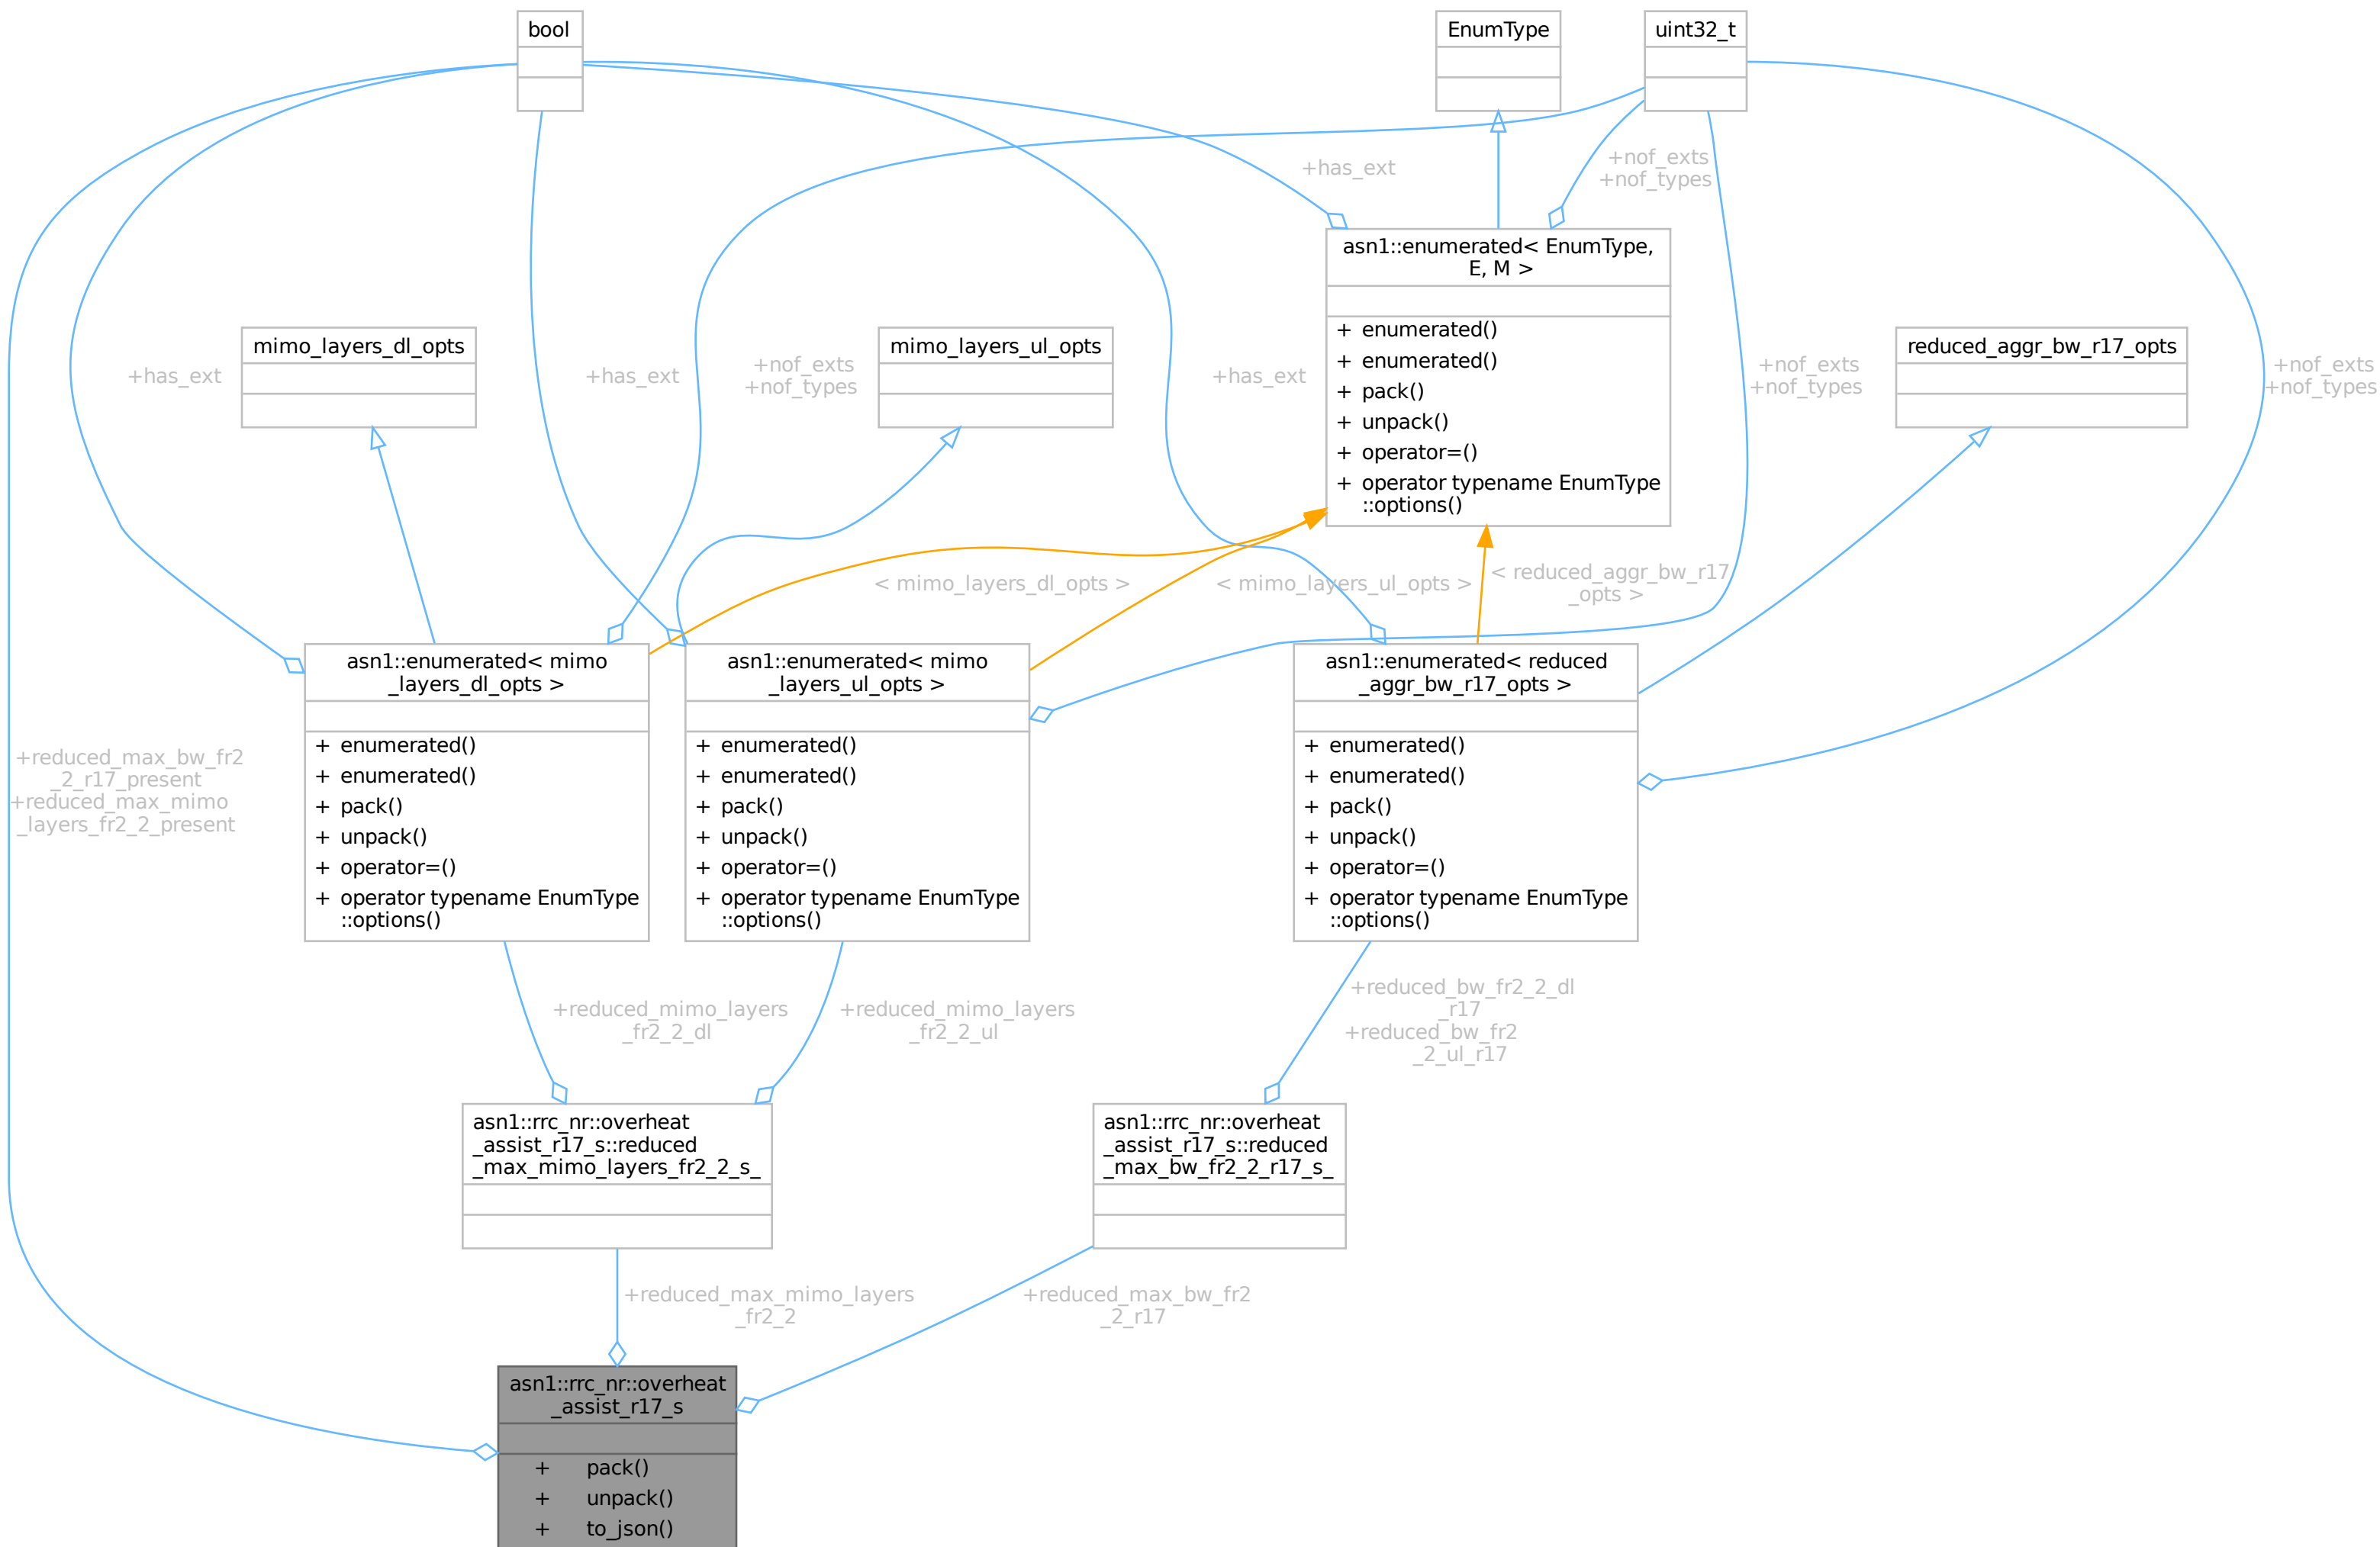 bool
EnumType
uint32_t
+has_ext
+nof_exts
+nof_types
asn1::enumerated< EnumType,
E, M >
+ enumerated()
+ enumerated()
+ pack()
+ unpack()
+ operator=()
+ operator typename EnumType
::options()
mimo_layers_dl_opts
mimo_layers_ul_opts
reduced_aggr_bw_r17_opts
+has_ext
+has_ext
+nof_exts
+nof_types
+has_ext
+nof_exts
+nof_types
+nof_exts
+nof_types
< mimo_layers_dl_opts >
< mimo_layers_ul_opts >
< reduced_aggr_bw_r17
_opts >
asn1::enumerated< mimo
_layers_dl_opts >
+ enumerated()
+ enumerated()
+ pack()
+ unpack()
+ operator=()
+ operator typename EnumType
::options()
asn1::enumerated< mimo
_layers_ul_opts >
+ enumerated()
+ enumerated()
+ pack()
+ unpack()
+ operator=()
+ operator typename EnumType
::options()
asn1::enumerated< reduced
_aggr_bw_r17_opts >
+ enumerated()
+ enumerated()
+ pack()
+ unpack()
+ operator=()
+ operator typename EnumType
::options()
+reduced_max_bw_fr2
_2_r17_present
+reduced_max_mimo
_layers_fr2_2_present
+reduced_mimo_layers
_fr2_2_dl
+reduced_mimo_layers
_fr2_2_ul
+reduced_bw_fr2_2_dl
_r17
+reduced_bw_fr2
_2_ul_r17
asn1::rrc_nr::overheat
_assist_r17_s::reduced
_max_mimo_layers_fr2_2_s_
asn1::rrc_nr::overheat
_assist_r17_s::reduced
_max_bw_fr2_2_r17_s_
+reduced_max_mimo_layers
_fr2_2
+reduced_max_bw_fr2
_2_r17
asn1::rrc_nr::overheat
_assist_r17_s
+ pack()
+ unpack()
+ to_json()